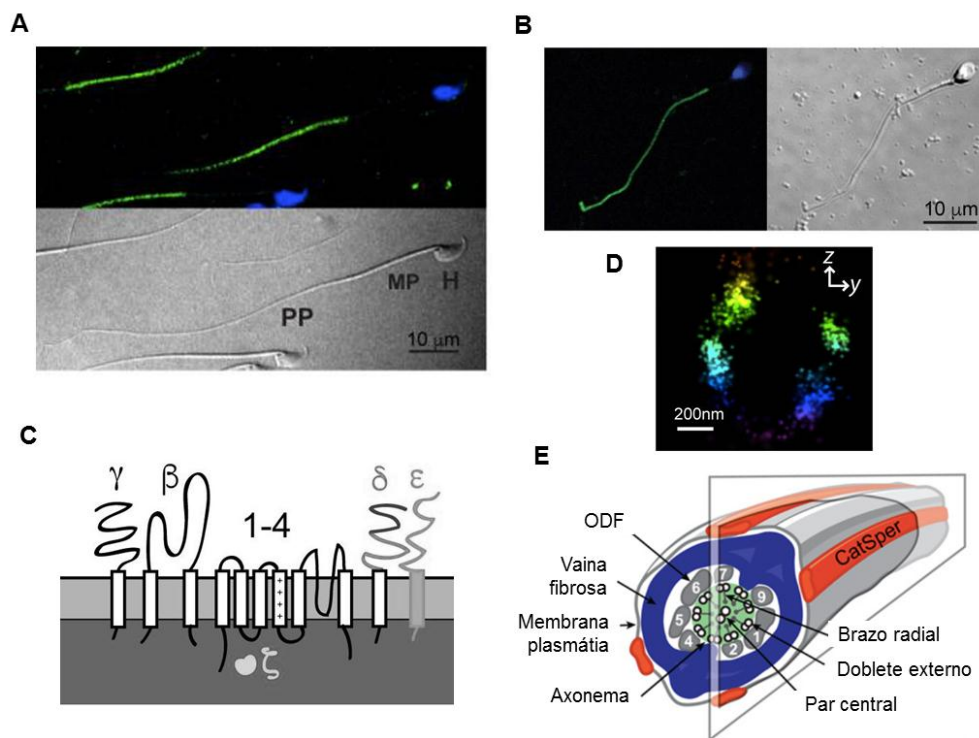 A
H
MP
PP
10 μm
B
10 μm
D
z
y
200nm
C
γ
β
1-4
δ
ε
+
+
+
+
ζ
E
ODF
Vaina
fibrosa
Membrana
plasmátia
Axonema
CatSper
7
6
9
5
4
1
2
Brazo radial
Doblete externo
Par central